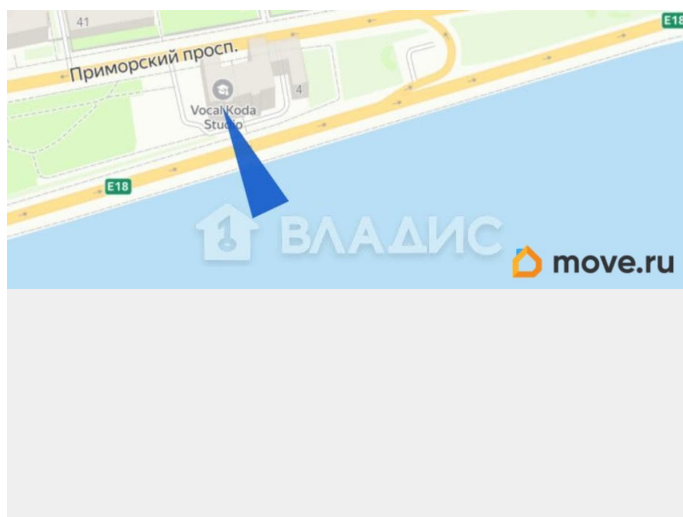 41
E18
Приморский просп.
4
Vocal Koda
Studio
E18
ВЛАДИС
move.ru